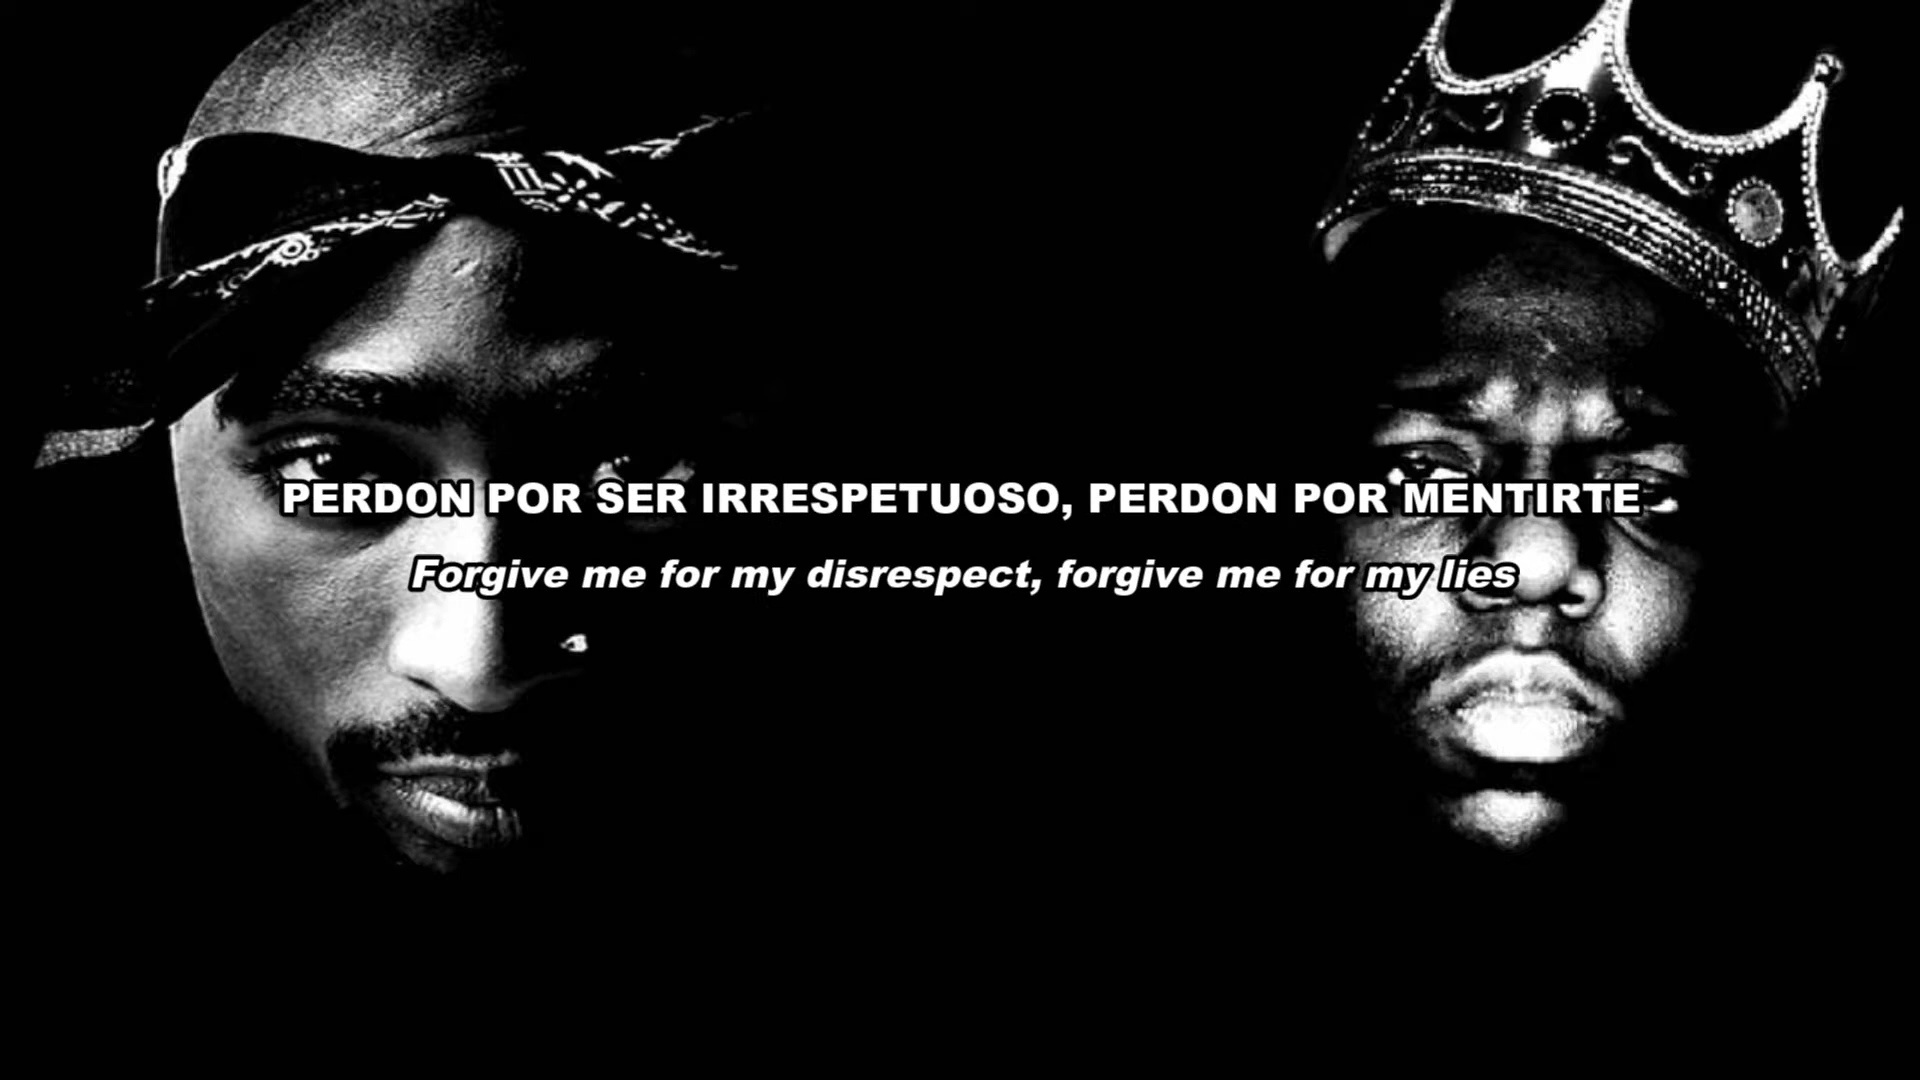 PERDON POR SER IRRESPETUOSO, PERDON POR MENTIRTE
Forgive me for my disrespect, forgive me for my lies